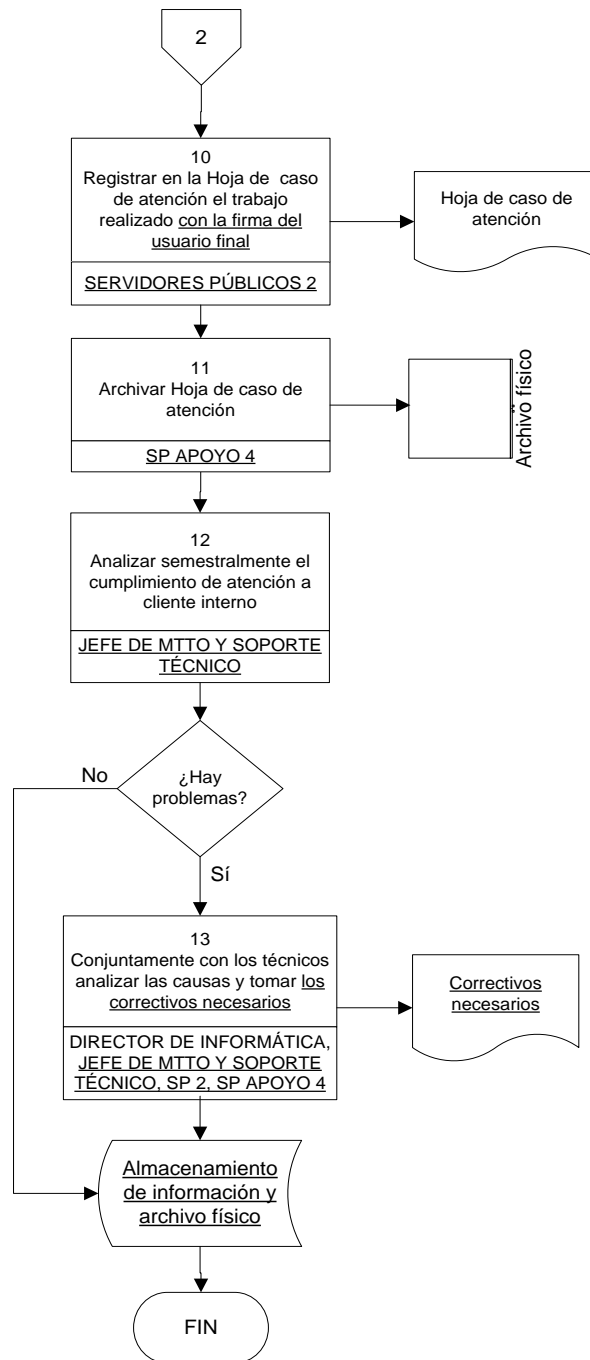 2
10
Registrar en la Hoja de caso
de atención el trabajo
realizado con la firma del
usuario final
SERVIDORES PÚBLICOS 2
Hoja de caso de
atención
11
Archivar Hoja de caso de
atención
SP APOYO 4
Archivo físico
12
Analizar semestralmente el
cumplimiento de atención a
cliente interno
JEFE DE MTTO Y SOPORTE
TÉCNICO
¿Hay
problemas?
No
Sí
13
Conjuntamente con los técnicos
analizar las causas y tomar los
correctivos necesarios
DIRECTOR DE INFORMÁTICA,
JEFE DE MTTO Y SOPORTE
TÉCNICO, SP 2, SP APOYO 4
Correctivos
necesarios
Almacenamiento
de información y
archivo físico
FIN